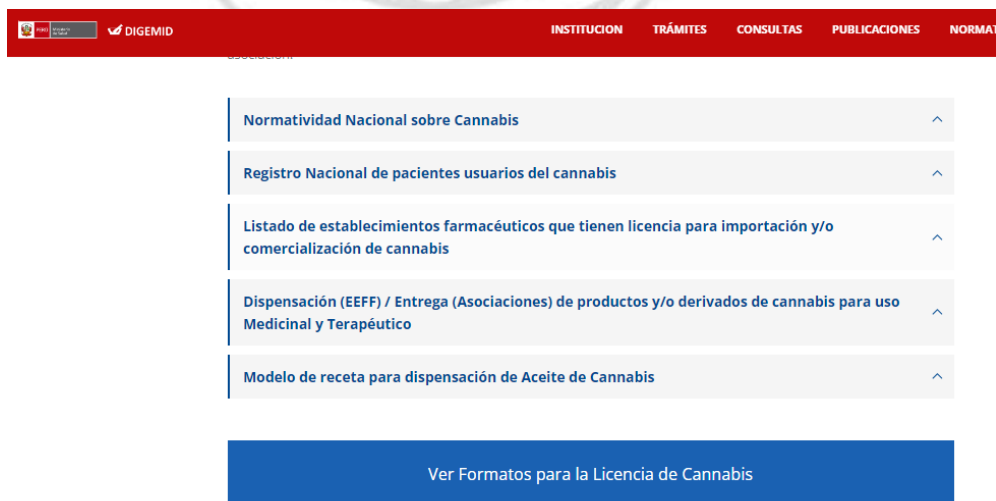 PERÚ
DIGEMID
INSTITUCION TRÁMITES CONSULTAS PUBLICACIONES NORMAT
asociación.
Normatividad Nacional sobre Cannabis
Registro Nacional de pacientes usuarios del cannabis
Listado de establecimientos farmacéuticos que tienen licencia para importación y/o
comercialización de cannabis
Dispensación (EEFF) / Entrega (Asociaciones) de productos y/o derivados de cannabis para uso
Medicinal y Terapéutico
Modelo de receta para dispensación de Aceite de Cannabis
Ver Formatos para la Licencia de Cannabis